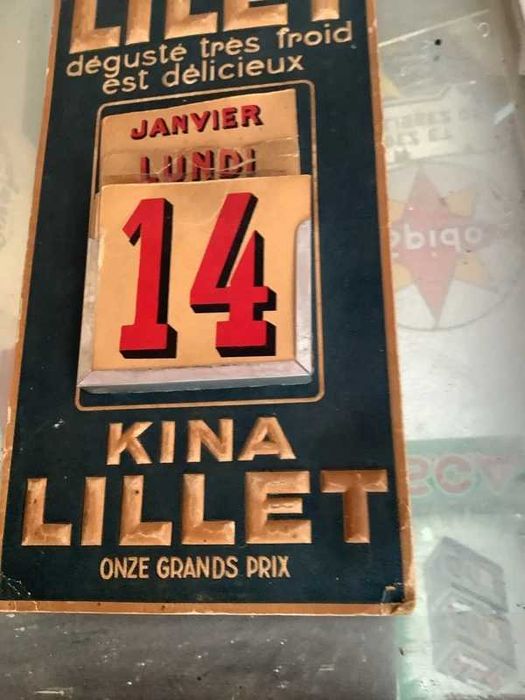 LILLET
dégusté très froid
est délicieux
JANVIER
LUNDI
14
KINA
LILLET
ONZE GRANDS PRIX